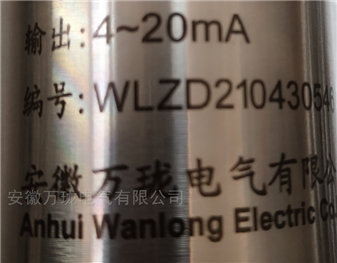 输出: 4~20mA
编号: WLZD210430546
安徽万珑电气有限公
安徽万珑电气有限公司
Anhui Wanlong Electric Co.